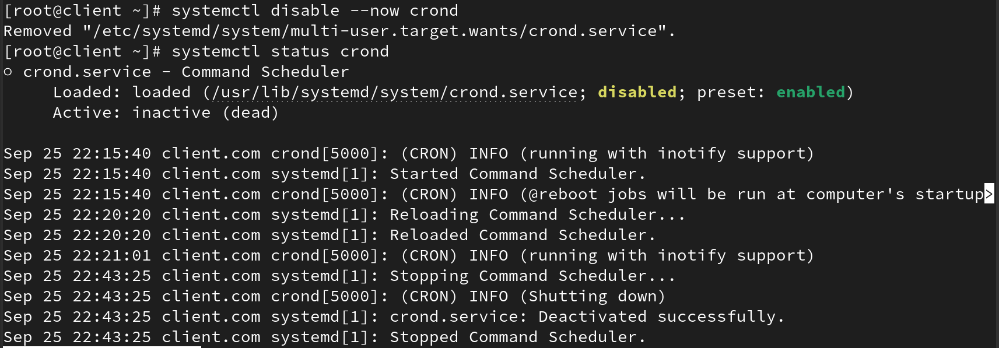 [root@client ~]# systemctl disable --now crond
Removed "/etc/systemd/system/multi-user.target.wants/crond.service".
[root@client ~]# systemctl status crond
○ crond.service - Command Scheduler
     Loaded: loaded (/usr/lib/systemd/system/crond.service; disabled; preset: enabled)
     Active: inactive (dead)

Sep 25 22:15:40 client.com crond[5000]: (CRON) INFO (running with inotify support)
Sep 25 22:15:40 client.com systemd[1]: Started Command Scheduler.
Sep 25 22:15:40 client.com crond[5000]: (CRON) INFO (@reboot jobs will be run at computer's startup>
Sep 25 22:20:20 client.com systemd[1]: Reloading Command Scheduler...
Sep 25 22:20:20 client.com systemd[1]: Reloaded Command Scheduler.
Sep 25 22:21:01 client.com crond[5000]: (CRON) INFO (running with inotify support)
Sep 25 22:43:25 client.com systemd[1]: Stopping Command Scheduler...
Sep 25 22:43:25 client.com crond[5000]: (CRON) INFO (Shutting down)
Sep 25 22:43:25 client.com systemd[1]: crond.service: Deactivated successfully.
Sep 25 22:43:25 client.com systemd[1]: Stopped Command Scheduler.